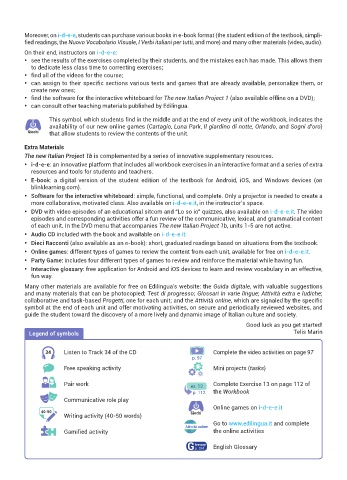 Moreover, on i-d-e-e, students can purchase various books in e-book format (the student edition of the textbook, simpli-
fied readings, the Nuovo Vocabolario Visuale, I Verbi italiani per tutti, and more) and many other materials (video, audio).
On their end, instructors on i-d-e-e:
• see the results of the exercises completed by their students, and the mistakes each has made. This allows them
to dedicate less class time to correcting exercises;
• find all of the videos for the course;
• can assign to their specific sections various tests and games that are already available, personalize them, or
create new ones;
• find the software for the interactive whiteboard for The new Italian Project 1 (also available offline on a DVD);
• can consult other teaching materials published by Edilingua.
This symbol, which students find in the middle and at the end of every unit of the workbook, indicates the
availability of our new online games (Cartagio, Luna Park, Il giardino di notte, Orlando, and Sogni d'oro)
that allow students to review the contents of the unit.
Giochi
Extra Materials
The new Italian Project 1b is complemented by a series of innovative supplementary resources.
• i-d-e-e: an innovative platform that includes all workbook exercises in an interactive format and a series of extra
resources and tools for students and teachers.
• E-book: a digital version of the student edition of the textbook for Android, iOS, and Windows devices (on
blinklearning.com).
• Software for the interactive whiteboard: simple, functional, and complete. Only a projector is needed to create a
more collaborative, motivated class. Also available on i-d-e-e.it, in the instructor's space.
• DVD with video episodes of an educational sitcom and "Lo so io" quizzes, also available on i-d-e-e.it. The video
episodes and corresponding activities offer a fun review of the communicative, lexical, and grammatical content
of each unit. In the DVD menu that accompanies The new Italian Project 1b, units 1-5 are not active.
• Audio CD included with the book and available on i-d-e-e.it
• Dieci Racconti (also available as an e-book): short, graduated readings based on situations from the textbook.
• Online games: different types of games to review the content from each unit, available for free on i-d-e-e.it.
• Party Game: includes four different types of games to review and reinforce the material while having fun.
• Interactive glossary: free application for Android and iOS devices to learn and review vocabulary in an effective,
fun way
Many other materials are available for free on Edilingua's website: the Guida digitale, with valuable suggestions
and many materials that can be photocopied; Test di progresso; Glossari in varie lingue; Attività extra e ludiche;
collaborative and task-based Progetti, one for each unit; and the Attività online, which are signaled by the specific
symbol at the end of each unit and offer motivating activities, on secure and periodically reviewed websites, and
guide the student toward the discovery of a more lively and dynamic image of Italian culture and society.
Good luck as you get started!
Telis Marin
Legend of symbols
34 Listen to Track 34 of the CD
Free speaking activity
Pair work
Communicative role play
40-50 Writing activity (40-50 words)
Gamified activity
p. 97 Complete the video activities on page 97
Mini projects (tasks)
es. 13
p. 112
Complete Exercise 13 on page 112 of
the Workbook
Giochi Online games on i-d-e-e.it
Attività online Go to www.edilingua.it and complete
the online activities
English Glossary